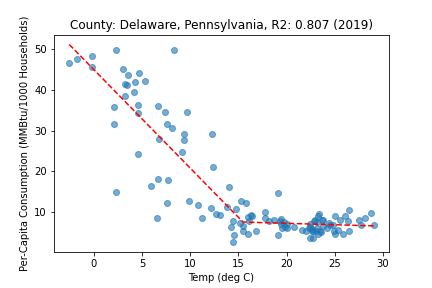 County: Delaware, Pennsylvania, R2: 0.807 (2019)
Per-Capita Consumption (MMBtu/1000 Households)
50
40
30
20
10
0 5 10 15 20 25 30
Temp (deg C)